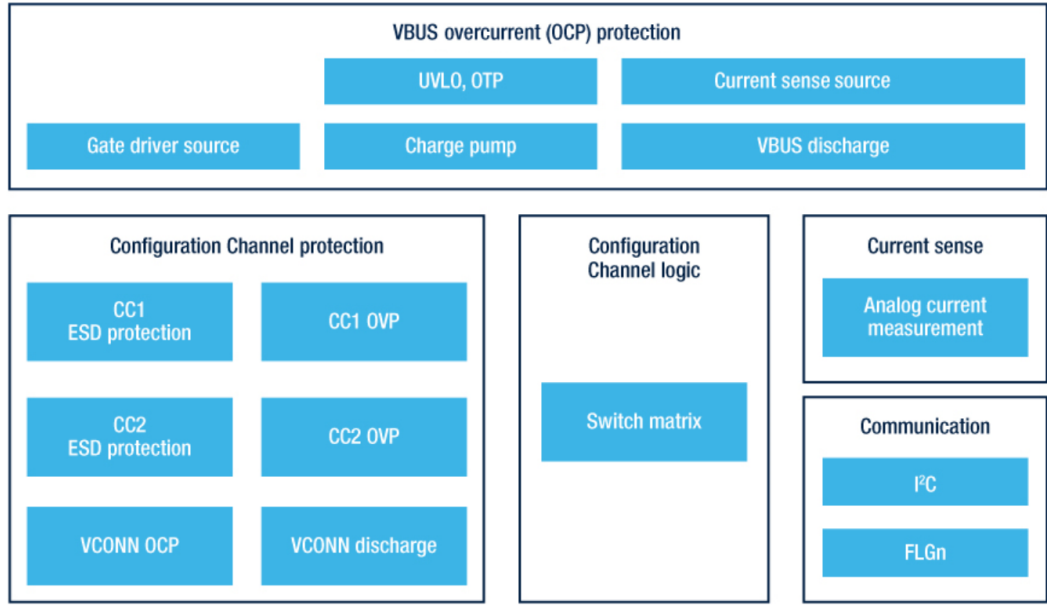 VBUS overcurrent (OCP) protection
UVLO, OTP
Current sense source
Gate driver source
Charge pump
VBUS discharge
Configuration Channel protection
CC1
ESD protection
CC1 OVP
CC2
ESD protection
CC2 OVP
VCONN OCP
VCONN discharge
Configuration
Channel logic
Switch matrix
Current sense
Analog current
measurement
Communication
I²C
FLGn